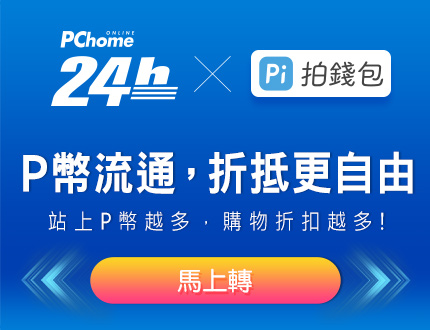 PChome
ONLINE
24h
Pi 拍錢包
P幣流通，折抵更自由
站上P幣越多，購物折扣越多!
馬上轉